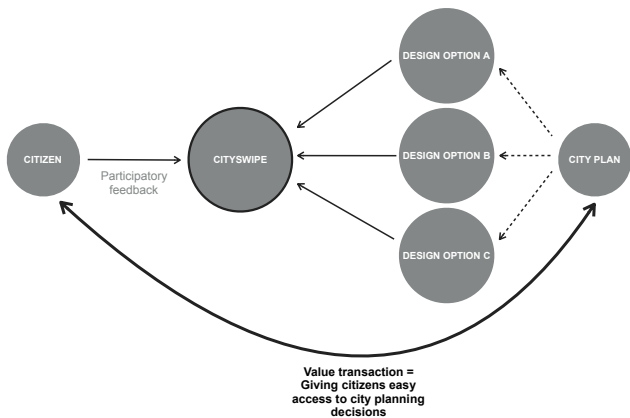 DESIGN OPTION A
CITIZEN
CITYSWIPE
DESIGN OPTION B
CITY PLAN
Participatory
feedback
DESIGN OPTION C
Value transaction =
Giving citizens easy
access to city planning
decisions